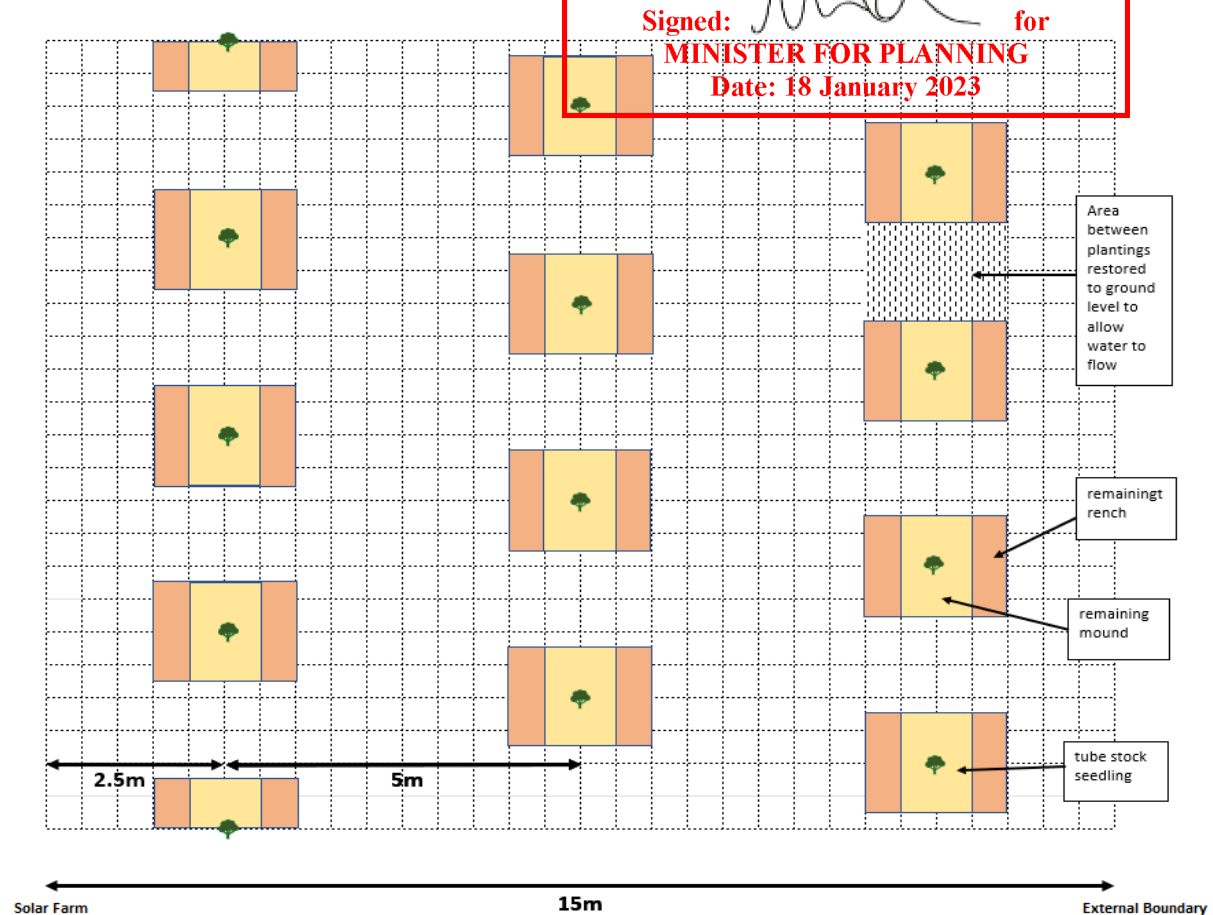 Signed: for
MINISTER FOR PLANNING
Date: 18 January 2023
Area
between
plantings
restored
to ground
level to
allow
water to
flow
remainingt
rench
remaining
mound
tube stock
seedling
2.5m 5m
15m
Solar Farm External Boundary